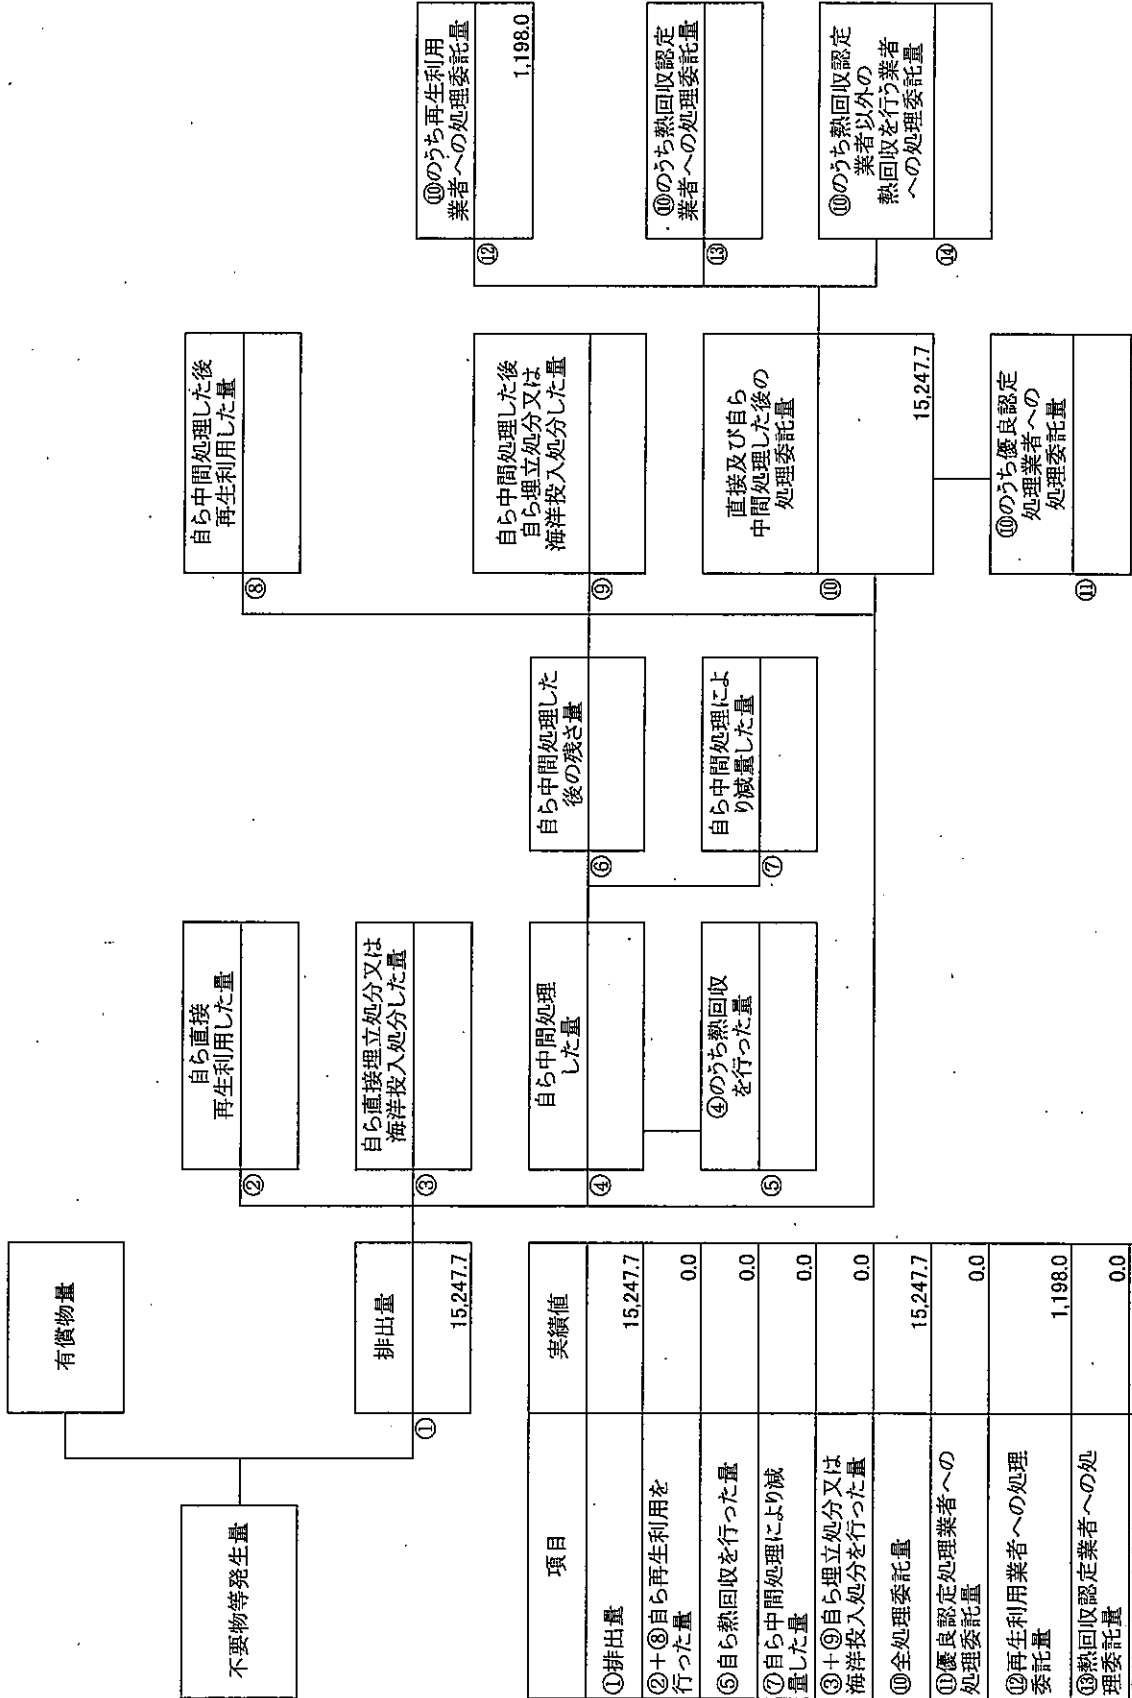 不要物等発生量
有償物量
排出量
①
15,247.7
自ら直接
再生利用した量
②
自ら直接埋立処分又は
海洋投入処分した量
③
自ら中間処理
した量
④
④のうち熱回収
を行った量
⑤
自ら中間処理した
後の残さ量
⑥
自ら中間処理によ
り減量した量
⑦
自ら中間処理した後
再生利用した量
⑧
自ら中間処理した後
自ら埋立処分又は
海洋投入処分した量
⑨
直接及び自ら
中間処理した後の
処理委託量
⑩
15,247.7
⑩のうち優良認定
処理業者への
処理委託量
⑪
⑩のうち再生利用
業者への処理委託量
⑫
1,198.0
⑩のうち熱回収認定
業者への処理委託量
⑬
⑩のうち熱回収認定
業者以外の
熱回収を行う業者
への処理委託量
⑭
項目 実績値
①排出量 15,247.7
②+⑧自ら再生利用を
行った量 0.0
⑤自ら熱回収を行った量 0.0
⑦自ら中間処理により減
量した量 0.0
③+⑨自ら埋立処分又は
海洋投入処分を行った量 0.0
⑩全処理委託量 15,247.7
⑪優良認定処理業者への
処理委託量 0.0
⑫再生利用業者への処理
委託量 1,198.0
⑬熱回収認定業者への処
理委託量 0.0